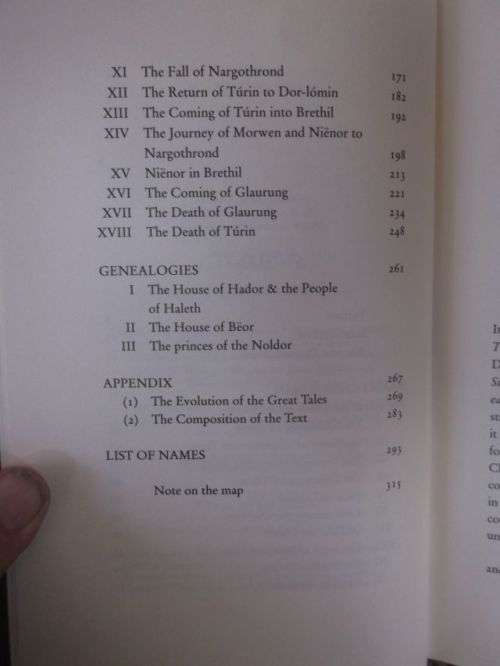 XI The Fall of Nargothrond 171
XII The Return of Túrin to Dor-lómin 182
XIII The Coming of Túrin into Brethil 192
XIV The Journey of Morwen and Niënor to
Nargothrond 198
XV Niënor in Brethil 213
XVI The Coming of Glaurung 221
XVII The Death of Glaurung 234
XVIII The Death of Túrin 248
GENEALOGIES 261
I The House of Hador & the People
of Haleth
II The House of Bëor
III The princes of the Noldor
APPENDIX 267
(1) The Evolution of the Great Tales 269
(2) The Composition of the Text 283
LIST OF NAMES 293
Note on the map 315